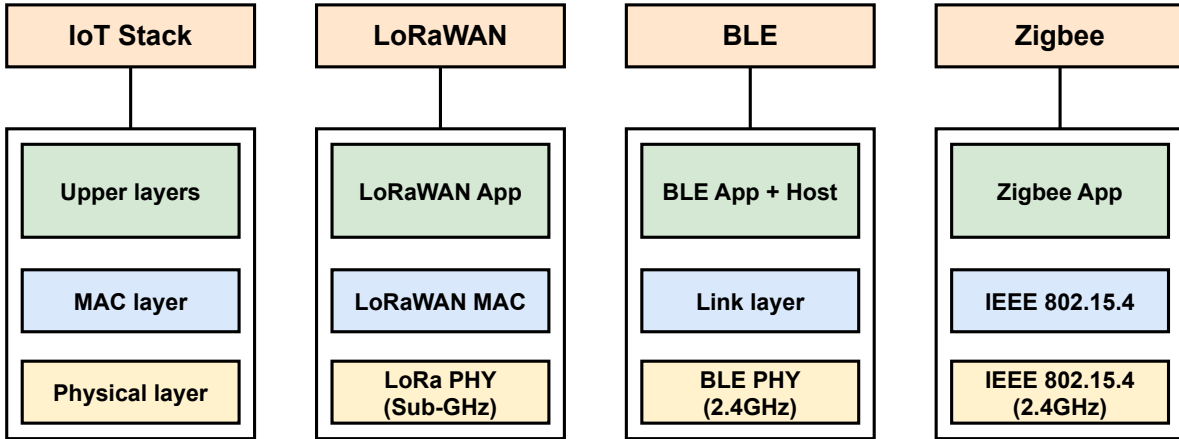 IoT Stack
LoRaWAN
BLE
Zigbee
Upper layers
LoRaWAN App
BLE App + Host
Zigbee App
MAC layer
LoRaWAN MAC
Link layer
IEEE 802.15.4
Physical layer
LoRa PHY
(Sub-GHz)
BLE PHY
(2.4GHz)
IEEE 802.15.4
(2.4GHz)